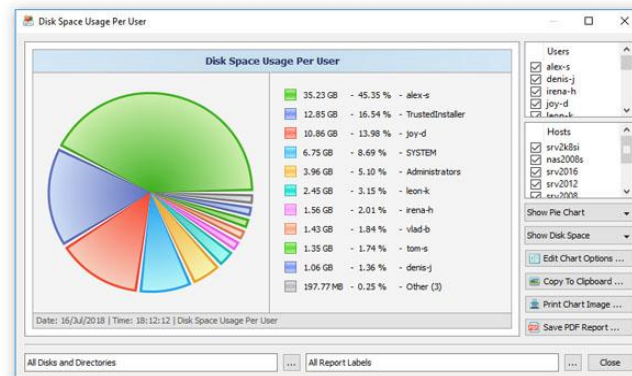 Disk Space Usage Per User
Disk Space Usage Per User
35.23 GB - 45.35 % - alex-s
12.85 GB - 16.54 % - TrustedInstaller
10.86 GB - 13.98 % - joy-d
6.75 GB - 8.69 % - SYSTEM
3.96 GB - 5.10 % - Administrators
2.45 GB - 3.15 % - leon-k
1.56 GB - 2.01 % - irena-h
1.43 GB - 1.84 % - vlad-b
1.35 GB - 1.74 % - tom-s
1.06 GB - 1.36 % - denis-j
197.77 MB - 0.25 % - Other (3)
Date: 16/Jul/2018 | Time: 18:12:12 | Disk Space Usage Per User
Users
alex-s
denis-j
irena-h
joy-d
leon-k
Hosts
srv2k8si
nas2008s
srv2016
srv2012
srv2008
Show Pie Chart
Show Disk Space
Edit Chart Options ...
Copy To Clipboard ...
Print Chart Image ...
Save PDF Report ...
All Disks and Directories
...
All Report Labels
...
Close